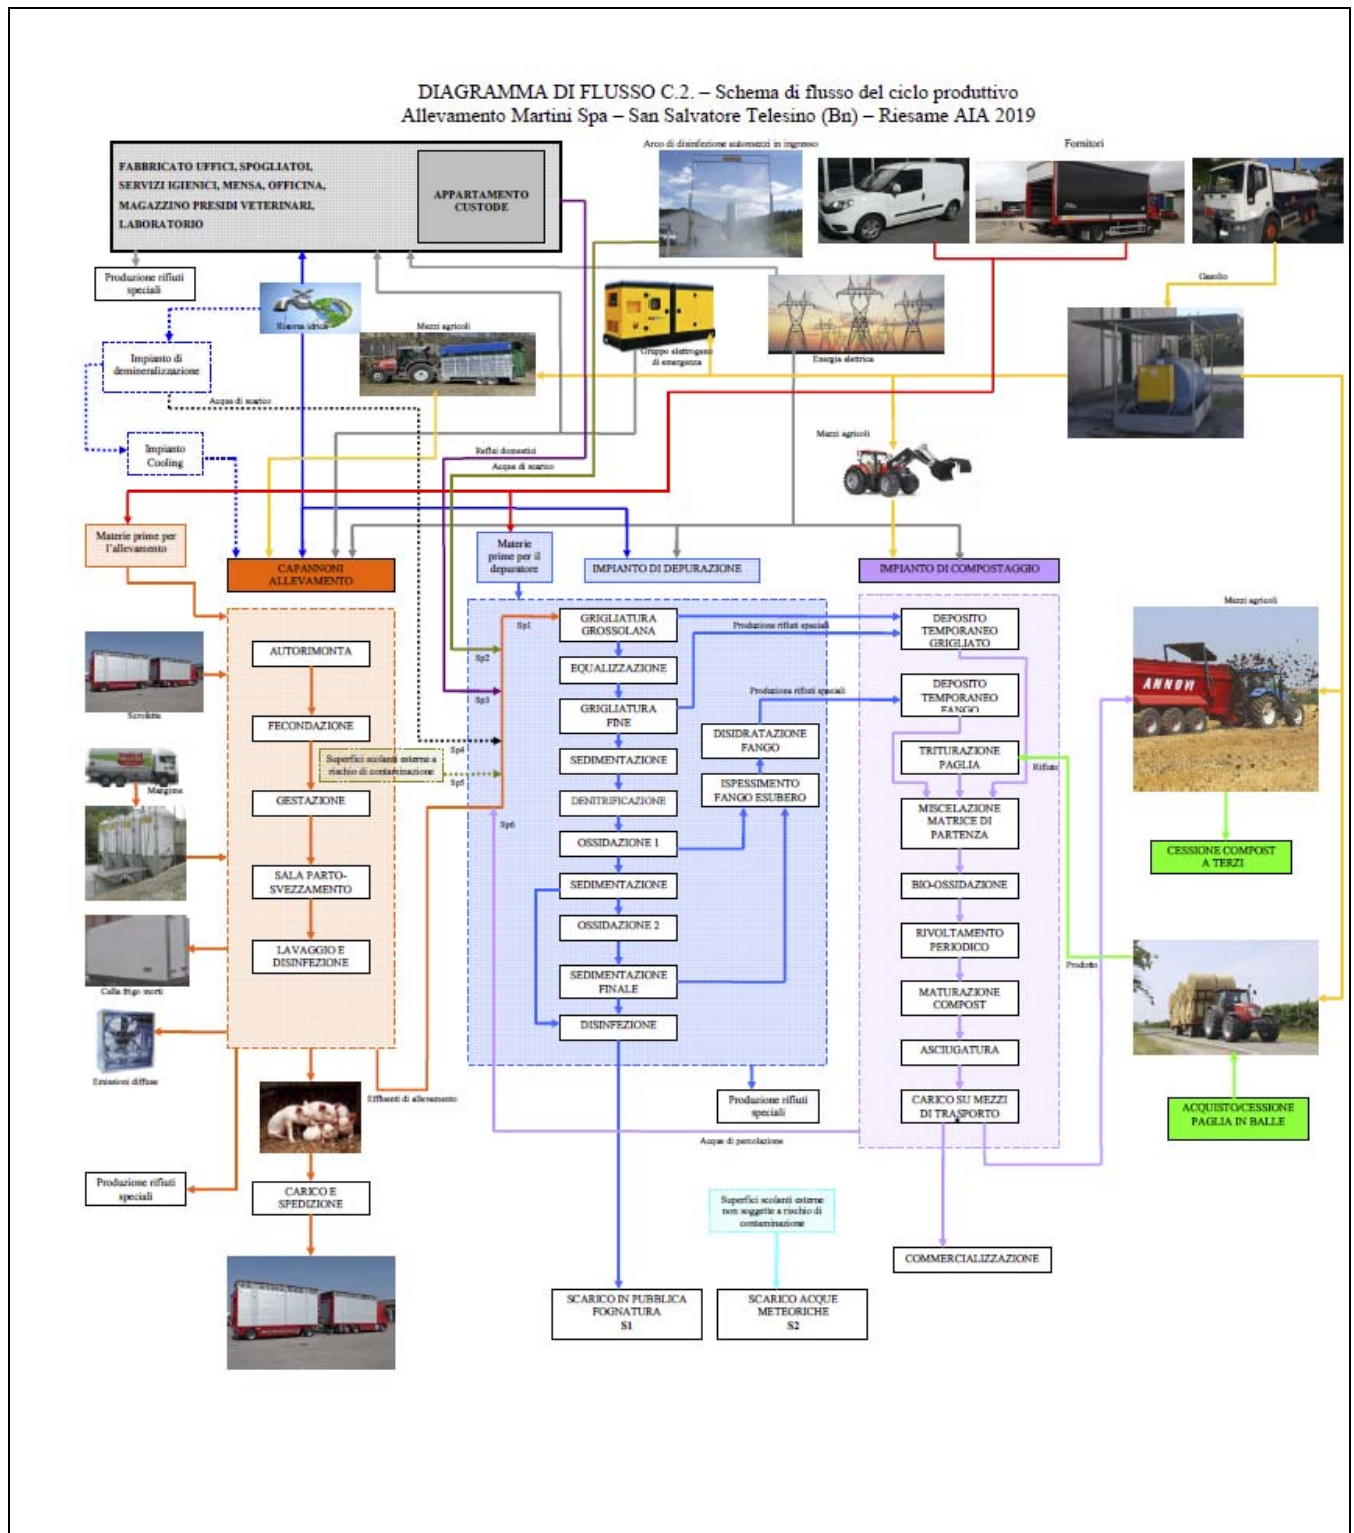 DIAGRAMMA DI FLUSSO C.2. – Schema di flusso del ciclo produttivo
Allevamento Martini Spa – San Salvatore Telesino (Bn) – Riesame AIA 2019
Arco di disinfezione automezzi in ingresso
Fornitori
FABBRICATO UFFICI, SPOGLIATOI,
SERVIZI IGIENICI, MENSA, OFFICINA,
MAGAZZINO PRESIDI VETERINARI,
LABORATORIO
APPARTAMENTO
CUSTODE
Produzione rifiuti
speciali
Gasolio
Risorsa idrica
Mezzi agricoli
Gruppo elettrogeno
di emergenza
Energia elettrica
Impianto di
demineralizzazione
Acque di scarico
Impianto
Cooling
Reflui domestici
Acque di scarico
Mezzi agricoli
Materie prime per
l'allevamento
Materie
prime per il
depuratore
CAPANNONI
ALLEVAMENTO
IMPIANTO DI DEPURAZIONE
IMPIANTO DI COMPOSTAGGIO
Mezzi agricoli
AUTORIMONTA
FECONDAZIONE
GESTAZIONE
SALA PARTO-
SVEZZAMENTO
LAVAGGIO E
DISINFEZIONE
Scrofette
Mangime
Cella frigo morti
Emissioni diffuse
Superfici scolanti esterne a
rischio di contaminazione
Sp1
Sp2
Sp3
Sp4
Sp5
Sp6
GRIGLIATURA
GROSSOLANA
EQUALIZZAZIONE
GRIGLIATURA
FINE
SEDIMENTAZIONE
DENITRIFICAZIONE
OSSIDAZIONE 1
SEDIMENTAZIONE
OSSIDAZIONE 2
SEDIMENTAZIONE
FINALE
DISINFEZIONE
Produzione rifiuti speciali
Produzione rifiuti speciali
DISIDRATAZIONE
FANGO
ISPESSIMENTO
FANGO ESUBERO
DEPOSITO
TEMPORANEO
GRIGLIATO
DEPOSITO
TEMPORANEO
FANGO
TRITURAZIONE
PAGLIA
MISCELAZIONE
MATRICE DI
PARTENZA
BIO-OSSIDAZIONE
RIVOLTAMENTO
PERIODICO
MATURAZIONE
COMPOST
ASCIUGATURA
CARICO SU MEZZI
DI TRASPORTO
Rifiuto
Prodotto
ANNOVI
CESSIONE COMPOST
A TERZI
ACQUISTO/CESSIONE
PAGLIA IN BALLE
Effluenti di allevamento
Produzione rifiuti
speciali
Acque di percolazione
Produzione rifiuti
speciali
CARICO E
SPEDIZIONE
Superfici scolanti esterne
non soggette a rischio di
contaminazione
COMMERCIALIZZAZIONE
SCARICO IN PUBBLICA
FOGNATURA
S1
SCARICO ACQUE
METEORICHE
S2